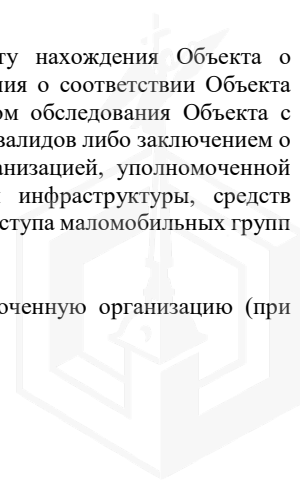 ту нахождения Объекта о
ия о соответствии Объекта
ом обследования Объекта с
валидов либо заключением о
анизацией, уполномоченной
инфраструктуры, средств
ступа маломобильных групп
оченную организацию (при